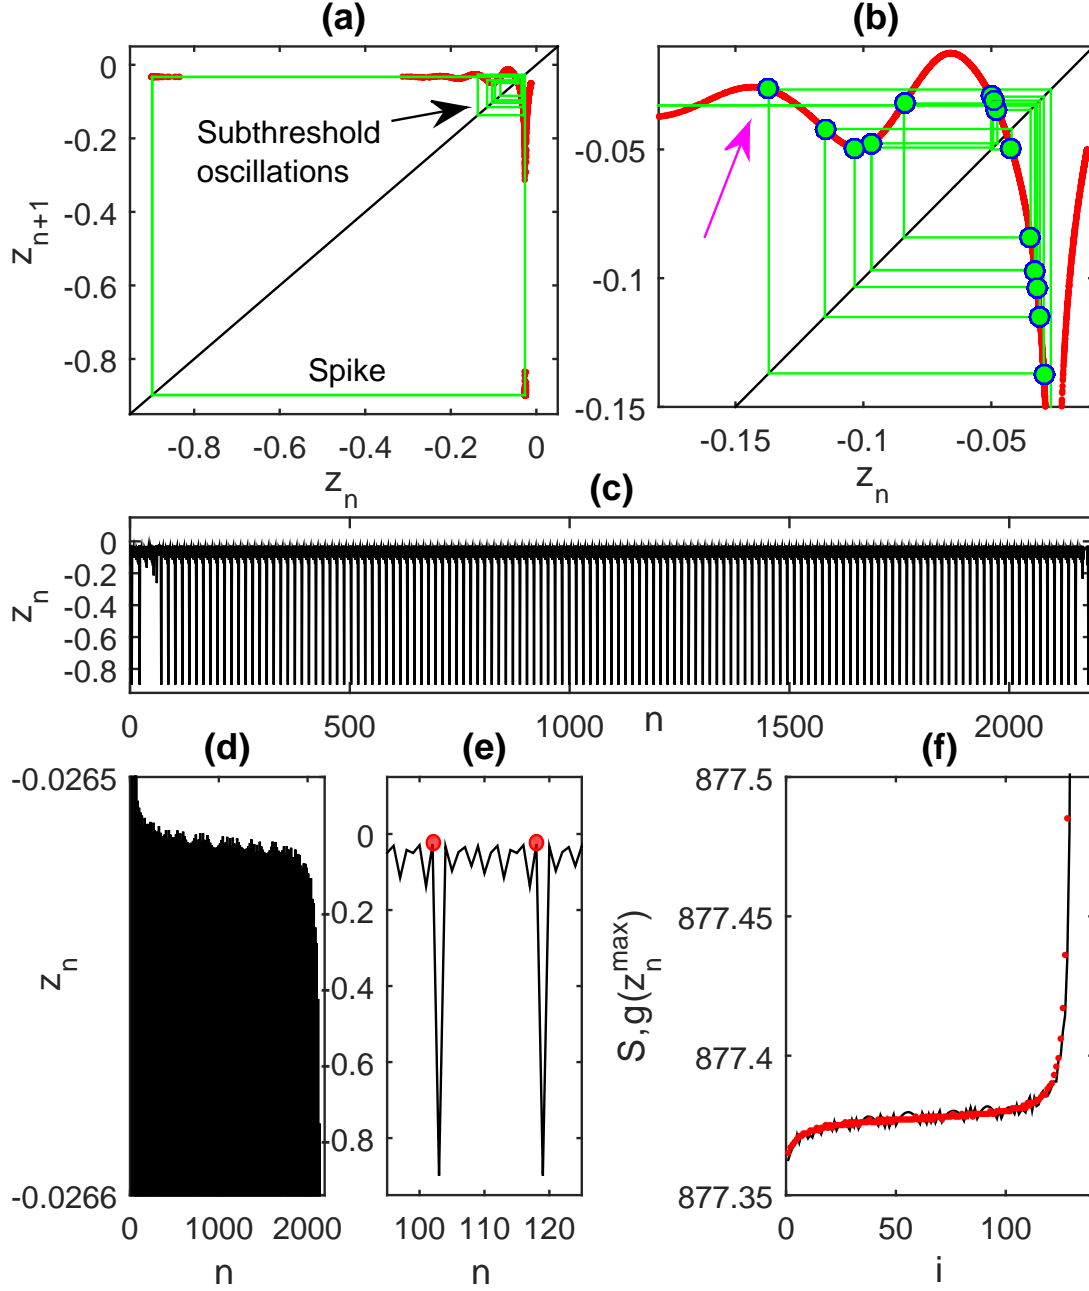 (a)
0
-0.2
-0.4
-0.6
-0.8
z_{n+1}
Subthreshold
oscillations
Spike
-0.8 -0.6 -0.4 -0.2 0
z_n
(b)
-0.05
-0.1
-0.15
-0.15 -0.1 -0.05
z_n
(c)
0
-0.2
-0.4
-0.6
-0.8
z_n
0 500 1000 1500 2000
n
(d)
-0.0265
-0.0266
z_n
0 1000 2000
n
(e)
0
-0.2
-0.4
-0.6
-0.8
100 110 120
n
(f)
877.5
877.45
877.4
877.35
S,g(z_n^{max})
0 50 100
i